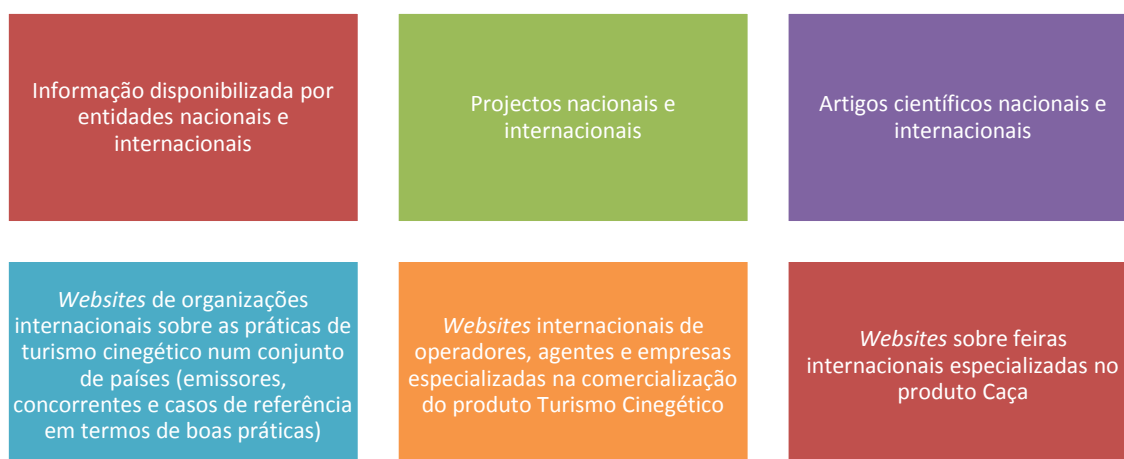 Informação disponibilizada por
entidades nacionais e
internacionais
Projectos nacionais e
internacionais
Artigos científicos nacionais e
internacionais
Websites de organizações
internacionais sobre as práticas de
turismo cinegético num conjunto
de países (emissores,
concorrentes e casos de referência
em termos de boas práticas)
Websites internacionais de
operadores, agentes e empresas
especializadas na comercialização
do produto Turismo Cinegético
Websites sobre feiras
internacionais especializadas no
produto Caça